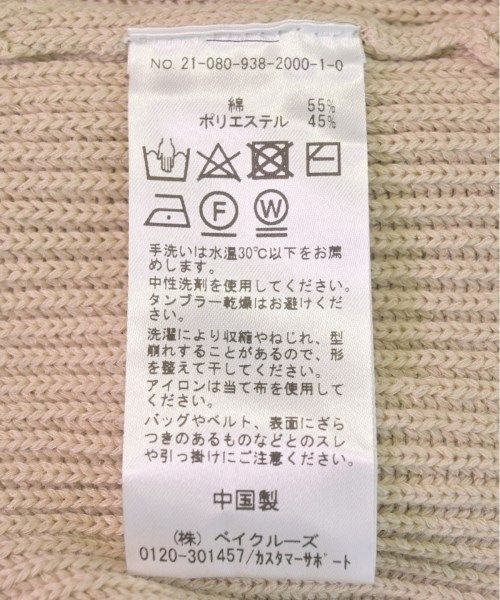 NO 21-080-938-2000-1-0
綿 55%
ポリエステル 45%
F W
手洗いは水温30℃以下をお薦
めします。
中性洗剤を使用してください。
タンブラー乾燥はお避けくだ
さい。
洗濯により収縮やねじれ、型
崩れすることがあるので、形
を整えて干してください。
アイロンは当て布を使用して
ください。
バッグやベルト、表面にざら
つきのあるものなどとのスレ
や引っ掛けにご注意ください。
中国製
(株) ベイクルーズ
0120-301457/カスタマーサポート